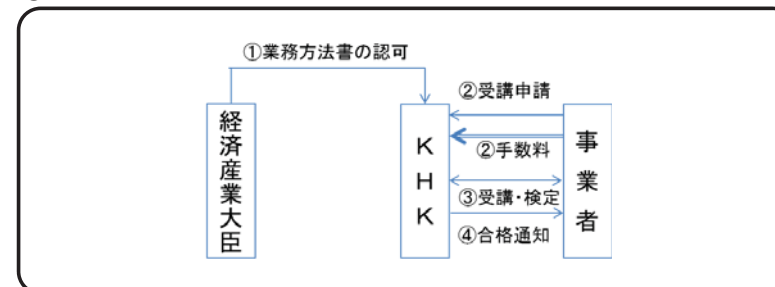 ①業務方法書の認可
②受講申請
経済産業大臣
KHK
②手数料
事業者
③受講・検定
④合格通知